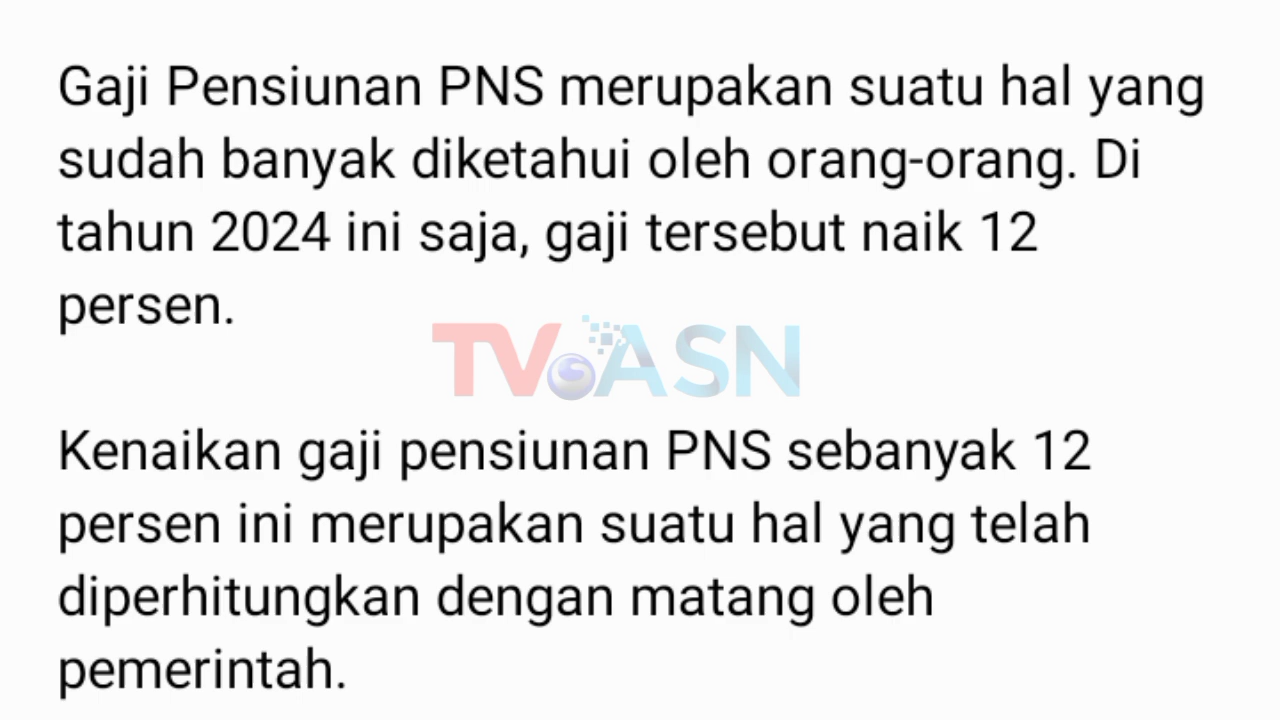 Gaji Pensiunan PNS merupakan suatu hal yang
sudah banyak diketahui oleh orang-orang. Di
tahun 2024 ini saja, gaji tersebut naik 12
persen.
TV ASN
Kenaikan gaji pensiunan PNS sebanyak 12
persen ini merupakan suatu hal yang telah
diperhitungkan dengan matang oleh
pemerintah.